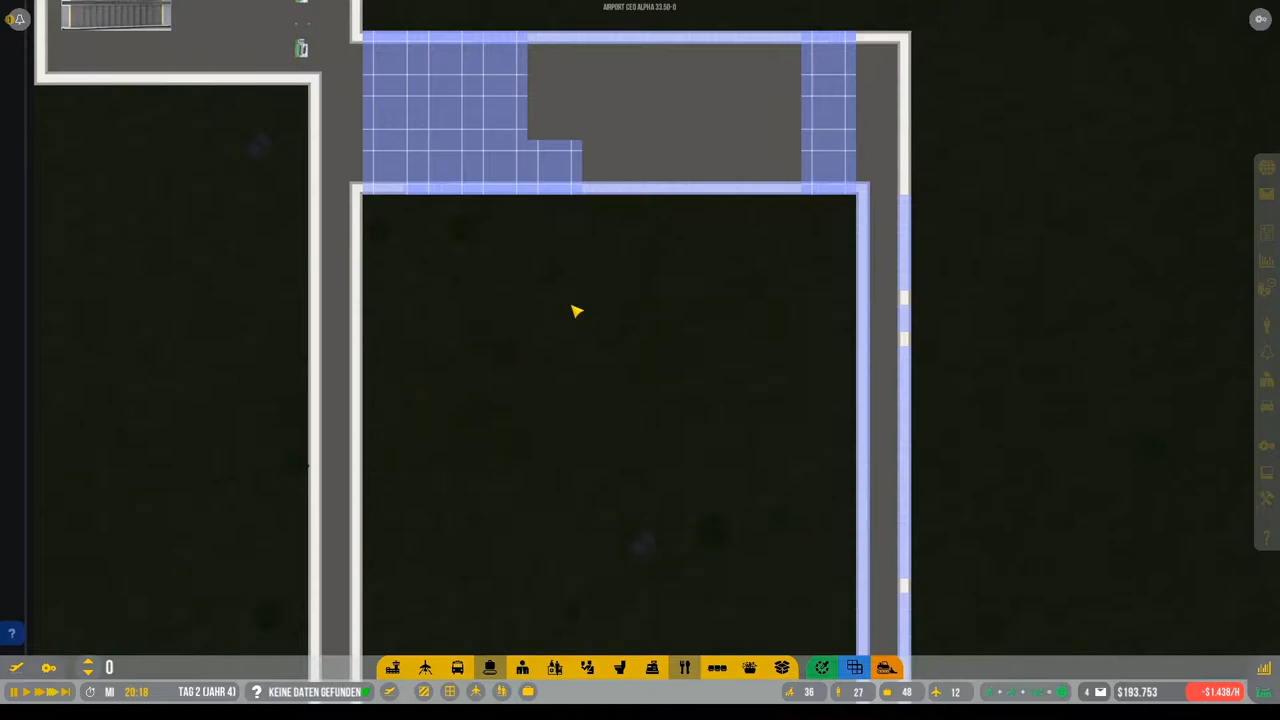 AIRPORT CEO ALPHA 33.50-0
?
0
?
MI 20:18 TAG 2 (JAHR 4) ? KEINE DATEN GEFUNDEN 36 27 48 12 4 $193.753 -$1.438/H